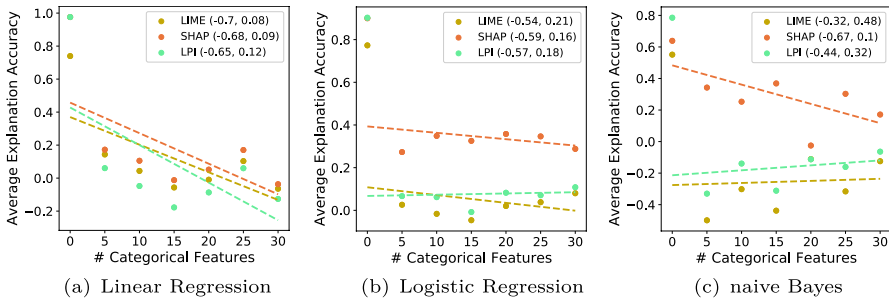 Average Explanation Accuracy
1.0
0.8
0.6
0.4
0.2
0.0
−0.2
LIME (-0.7, 0.08)
SHAP (-0.68, 0.09)
LPI (-0.65, 0.12)
0 5 10 15 20 25 30
# Categorical Features
(a) Linear Regression
Average Explanation Accuracy
0.8
0.6
0.4
0.2
0.0
LIME (-0.54, 0.21)
SHAP (-0.59, 0.16)
LPI (-0.57, 0.18)
0 5 10 15 20 25 30
# Categorical Features
(b) Logistic Regression
Average Explanation Accuracy
0.8
0.6
0.4
0.2
0.0
−0.2
−0.4
LIME (-0.32, 0.48)
SHAP (-0.67, 0.1)
LPI (-0.44, 0.32)
0 5 10 15 20 25 30
# Categorical Features
(c) naive Bayes